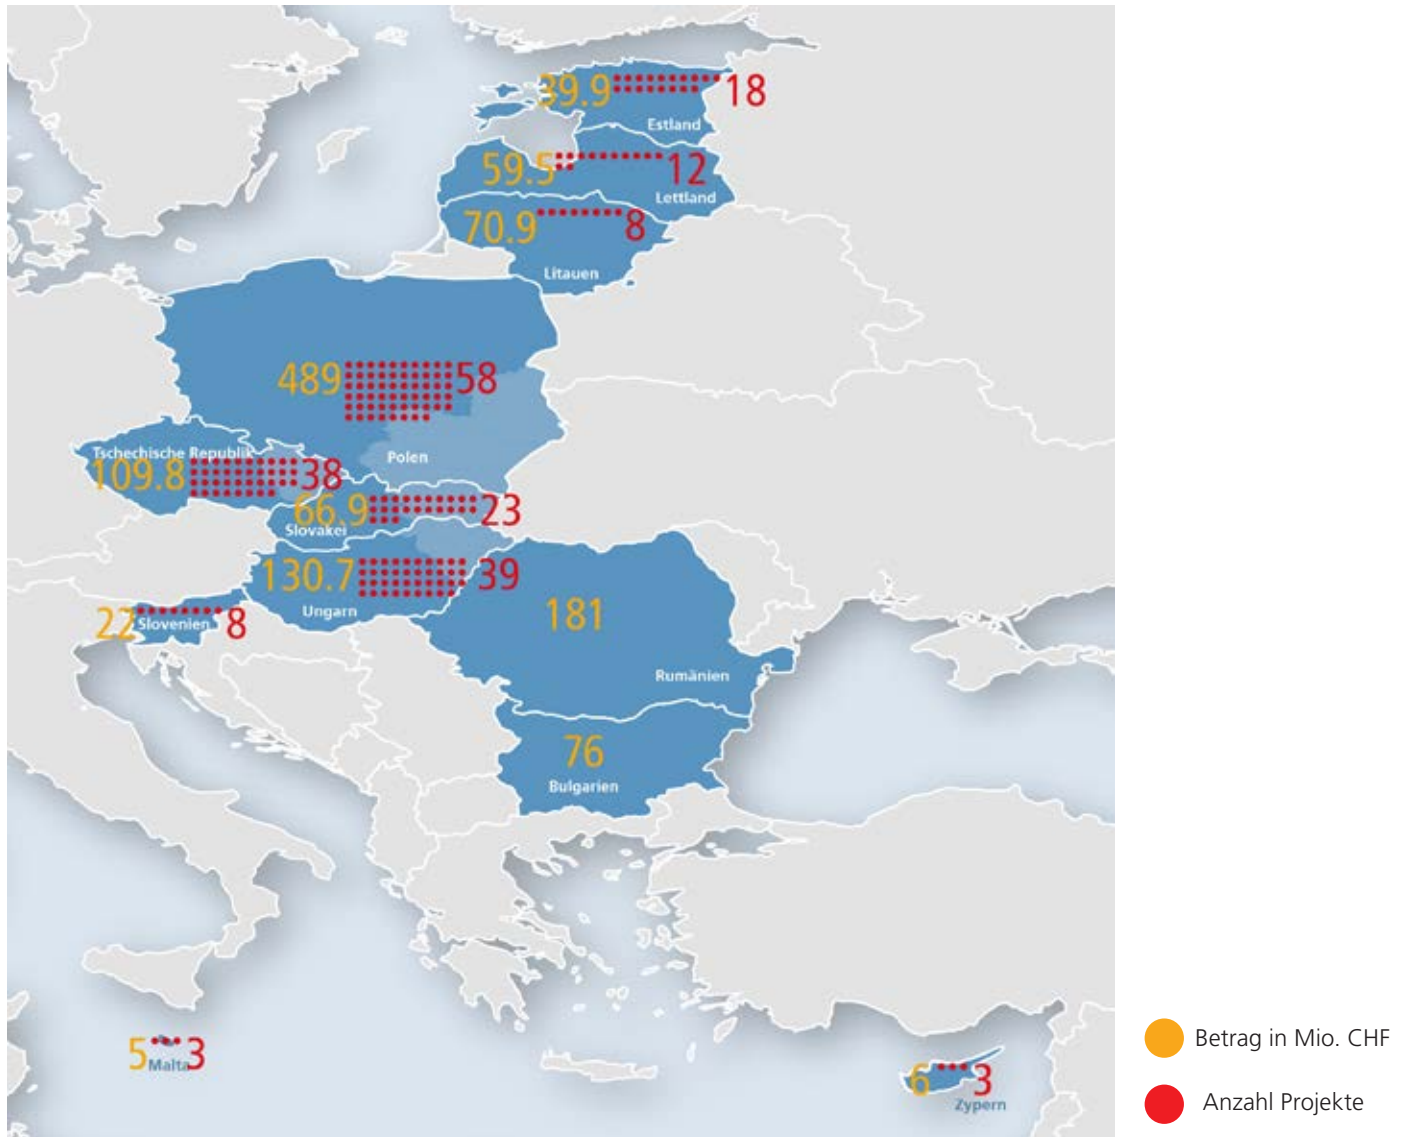 39.9 18
Estland
59.5 12
Lettland
70.9 8
Litauen
489 58
Polen
Tschechische Republik
109.8 38
66.9 23
Slovakei
130.7 39
Ungarn
22 8
Slovenien
181
Rumänien
76
Bulgarien
5 3
Malta
6 3
Zypern
Betrag in Mio. CHF
Anzahl Projekte